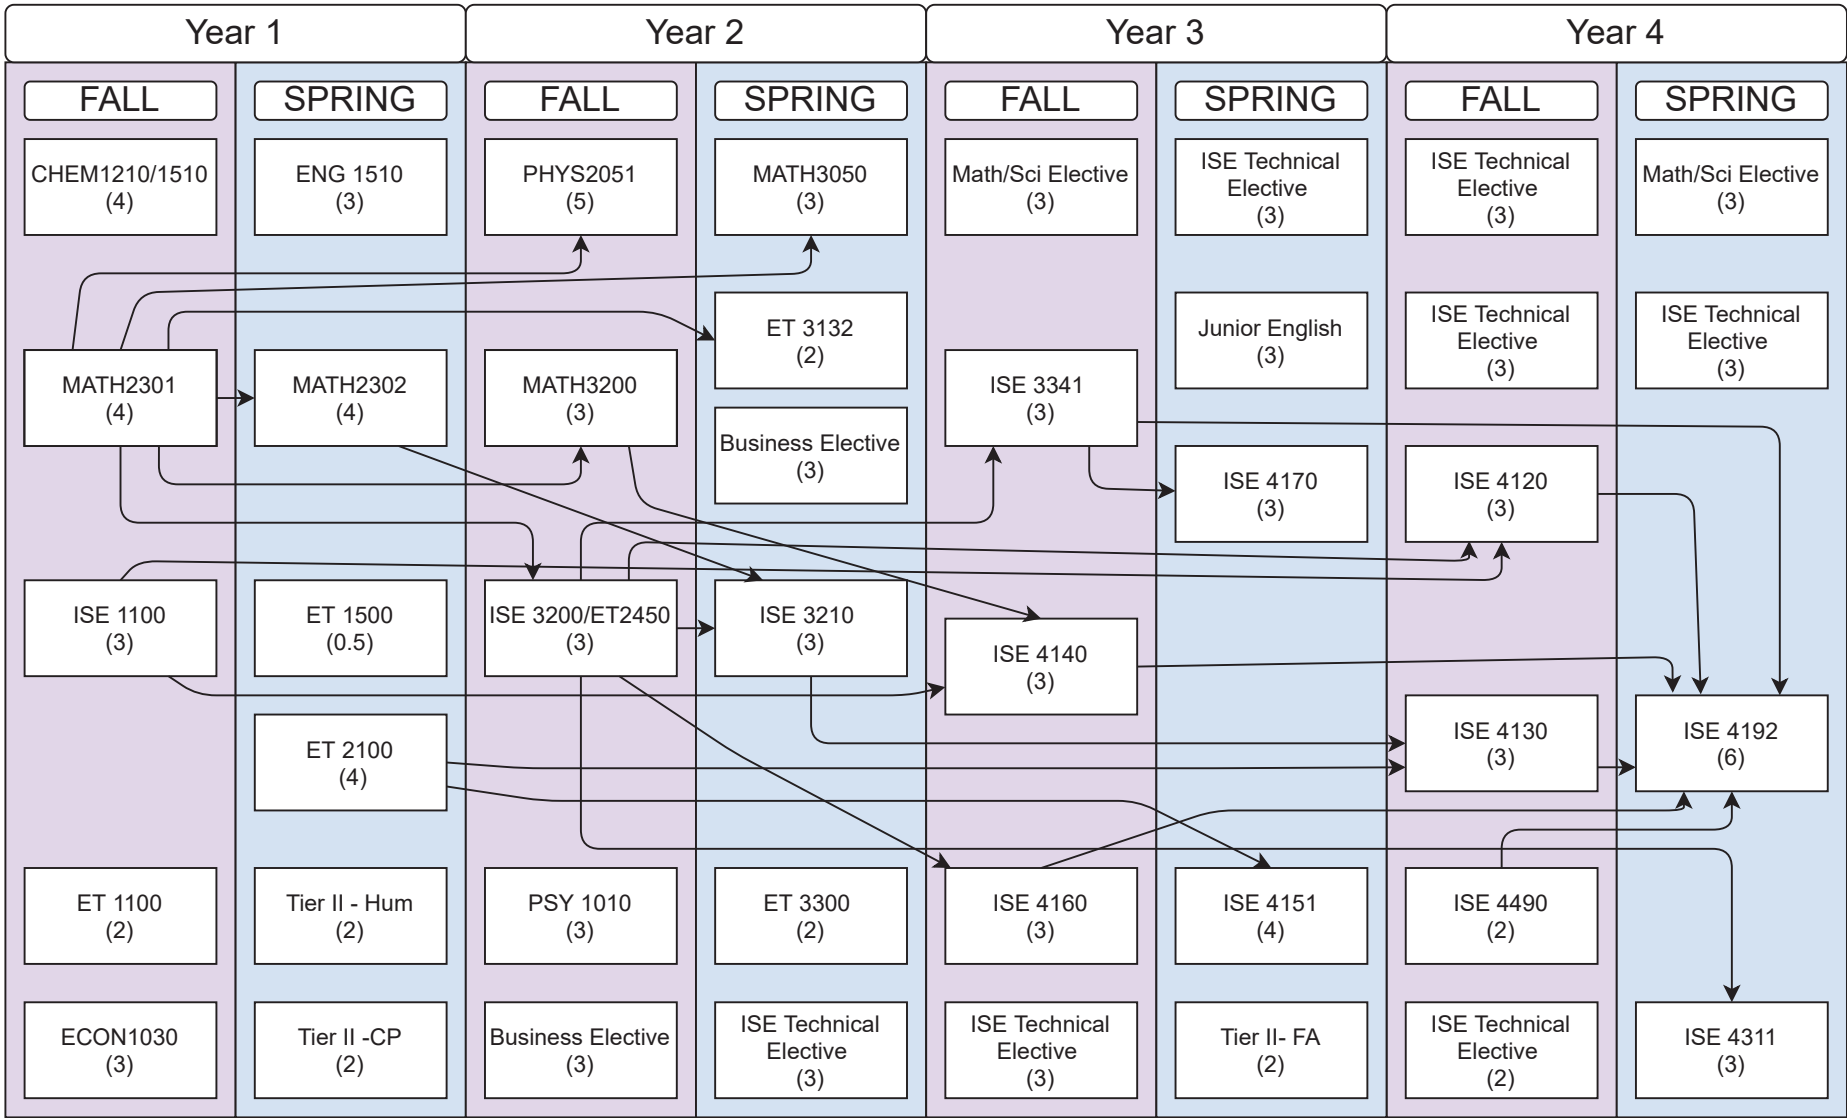 Year 1
Year 2
Year 3
Year 4
FALL
SPRING
FALL
SPRING
FALL
SPRING
FALL
SPRING
CHEM1210/1510
(4)
MATH2301
(4)
ISE 1100
(3)
ET 1100
(2)
ECON1030
(3)
ENG 1510
(3)
MATH2302
(4)
ET 1500
(0.5)
ET 2100
(4)
Tier II - Hum
(2)
Tier II -CP
(2)
PHYS2051
(5)
MATH3200
(3)
ISE 3200/ET2450
(3)
PSY 1010
(3)
Business Elective
(3)
MATH3050
(3)
ET 3132
(2)
Business Elective
(3)
ISE 3210
(3)
ET 3300
(2)
ISE Technical
Elective
(3)
Math/Sci Elective
(3)
ISE 3341
(3)
ISE 4140
(3)
ISE 4160
(3)
ISE Technical
Elective
(3)
ISE Technical
Elective
(3)
Junior English
(3)
ISE 4170
(3)
ISE 4151
(4)
Tier II- FA
(2)
ISE Technical
Elective
(3)
ISE Technical
Elective
(3)
ISE 4120
(3)
ISE 4130
(3)
ISE 4490
(2)
ISE Technical
Elective
(2)
Math/Sci Elective
(3)
ISE Technical
Elective
(3)
ISE 4192
(6)
ISE 4311
(3)